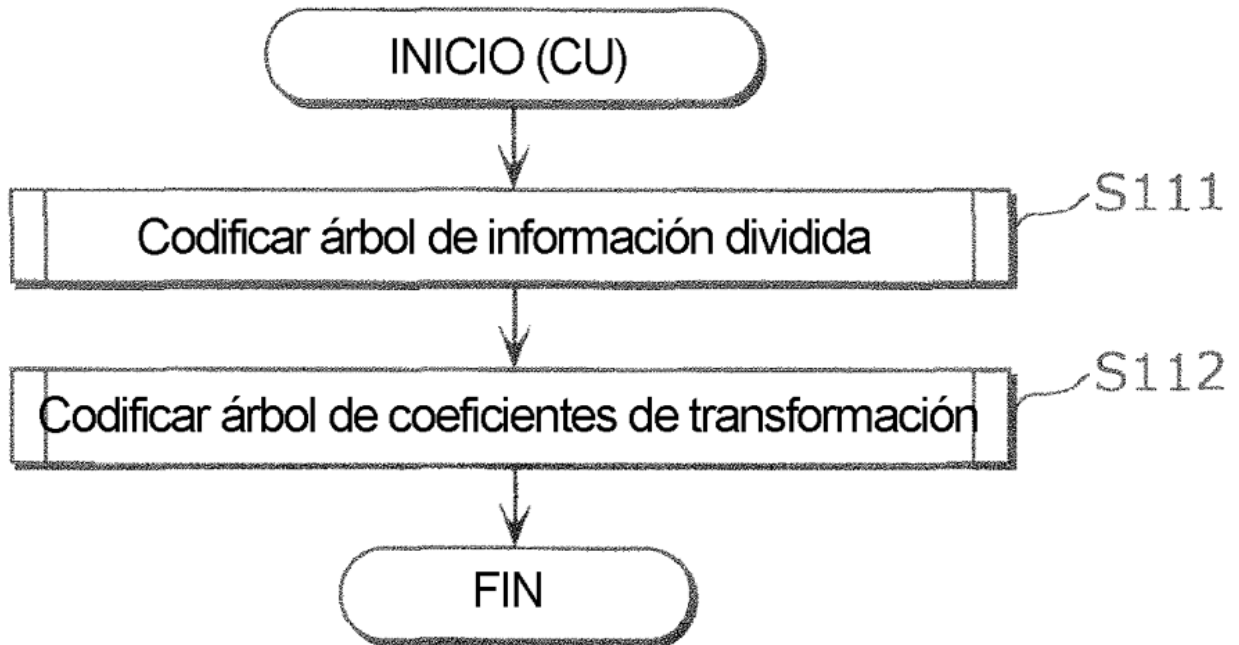 INICIO (CU)
Codificar árbol de información dividida
S111
Codificar árbol de coeficientes de transformación
S112
FIN